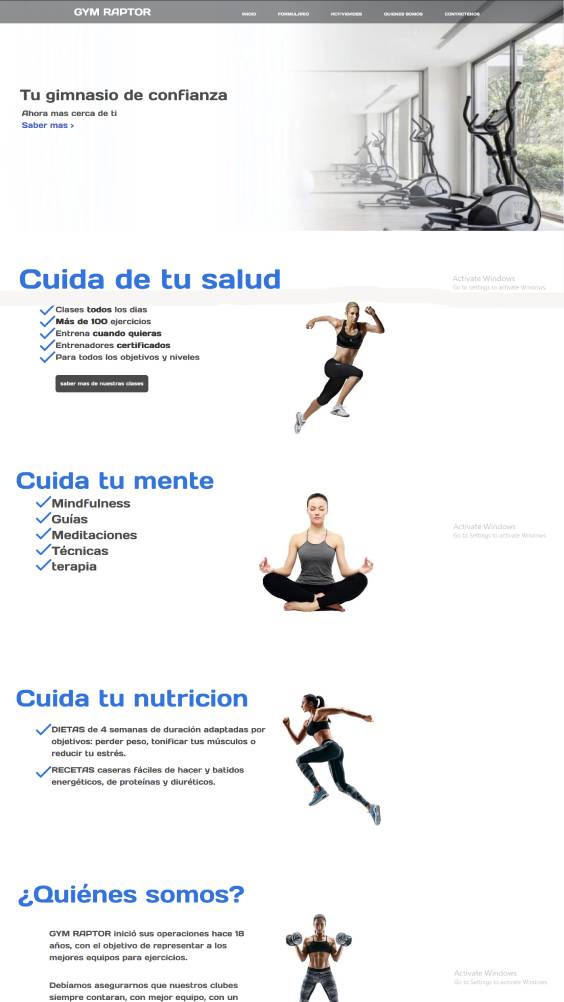 GYM RAPTOR
INICIO FORMULARIO ACTIVIDADES QUIENES SOMOS CONTACTENOS
Tu gimnasio de confianza
Ahora mas cerca de ti
Saber mas >
Cuida de tu salud
Activate Windows
Go to Settings to activate Windows.
Clases todos los dias
Más de 100 ejercicios
Entrena cuando quieras
Entrenadores certificados
Para todos los objetivos y niveles
saber mas de nuestras clases
Cuida tu mente
Mindfulness
Guías
Meditaciones
Técnicas
terapia
Activate Windows
Go to Settings to activate Windows.
Cuida tu nutricion
DIETAS de 4 semanas de duración adaptadas por
objetivos: perder peso, tonificar tus músculos o
reducir tu estrés.
RECETAS caseras fáciles de hacer y batidos
energéticos, de proteínas y diuréticos.
¿Quiénes somos?
GYM RAPTOR inició sus operaciones hace 18
años, con el objetivo de representar a los
mejores equipos para ejercicios.
Debíamos asegurarnos que nuestros clubes
siempre contaran, con mejor equipo, con un
Activate Windows
Go to Settings to activate Windows.